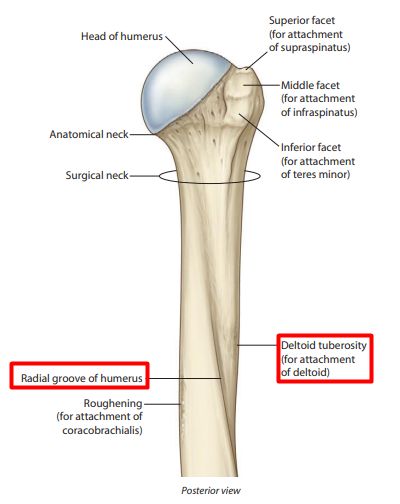 Superior facet
(for attachment
of supraspinatus)
Head of humerus
Middle facet
(for attachment
of infraspinatus)
Anatomical neck
Inferior facet
(for attachment
of teres minor)
Surgical neck
Deltoid tuberosity
(for attachment
of deltoid)
Radial groove of humerus
Roughening
(for attachment of
coracobrachialis)
Posterior view